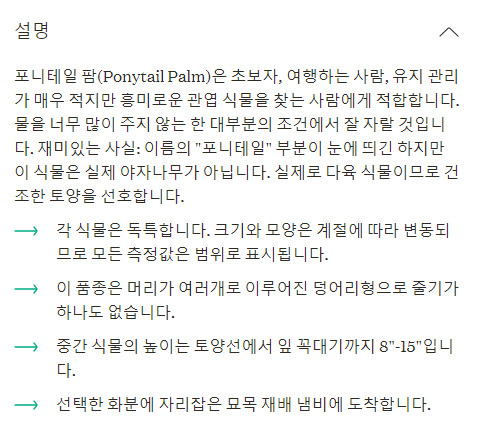 설명
포니테일 팜(Ponytail Palm)은 초보자, 여행하는 사람, 유지 관리
가 매우 적지만 흥미로운 관엽 식물을 찾는 사람에게 적합합니다.
물을 너무 많이 주지 않는 한 대부분의 조건에서 잘 자랄 것입니
다. 재미있는 사실: 이름의 "포니테일" 부분이 눈에 띄긴 하지만
이 식물은 실제 야자나무가 아닙니다. 실제로 다육 식물이므로 건
조한 토양을 선호합니다.
각 식물은 독특합니다. 크기와 모양은 계절에 따라 변동되
므로 모든 측정값은 범위로 표시됩니다.
이 품종은 머리가 여러개로 이루어진 덩어리형으로 줄기가
하나도 없습니다.
중간 식물의 높이는 토양선에서 잎 꼭대기까지 8"-15"입니
다.
선택한 화분에 자리잡은 묘목 재배 냄비에 도착합니다.